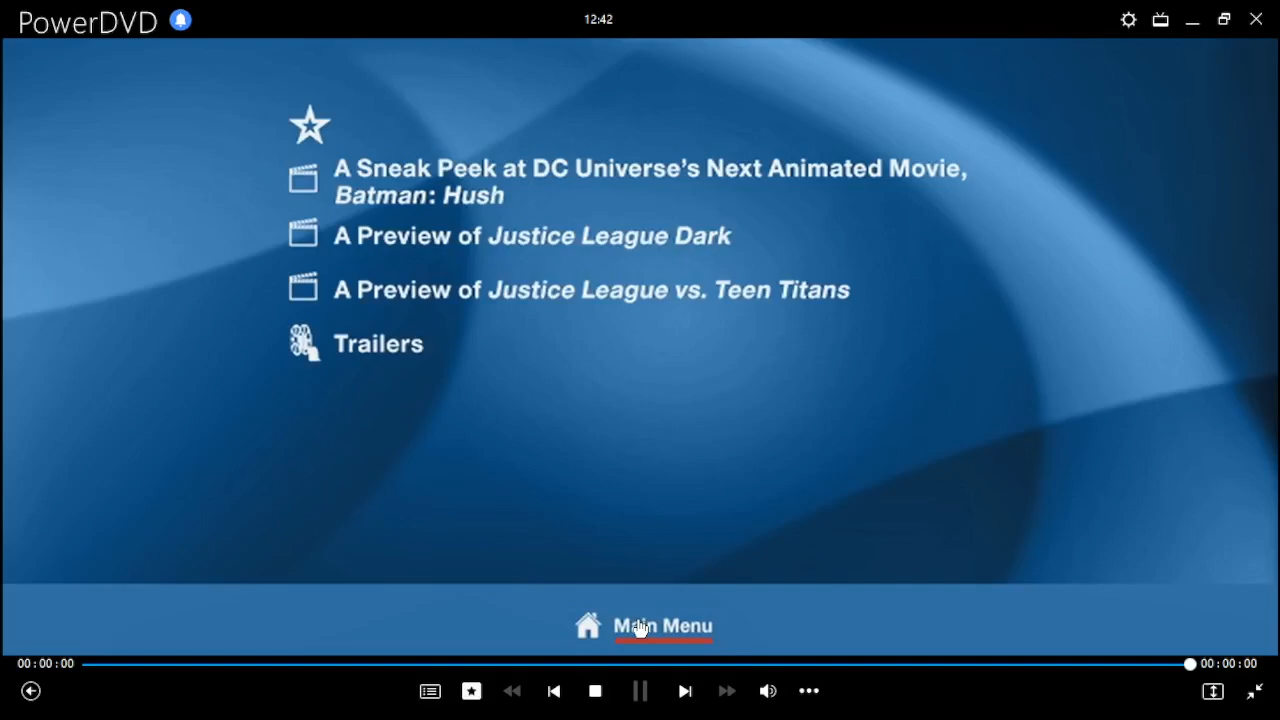 PowerDVD
12:42
A Sneak Peek at DC Universe's Next Animated Movie,
Batman: Hush
A Preview of Justice League Dark
A Preview of Justice League vs. Teen Titans
Trailers
Main Menu
00:00:00
00:00:00